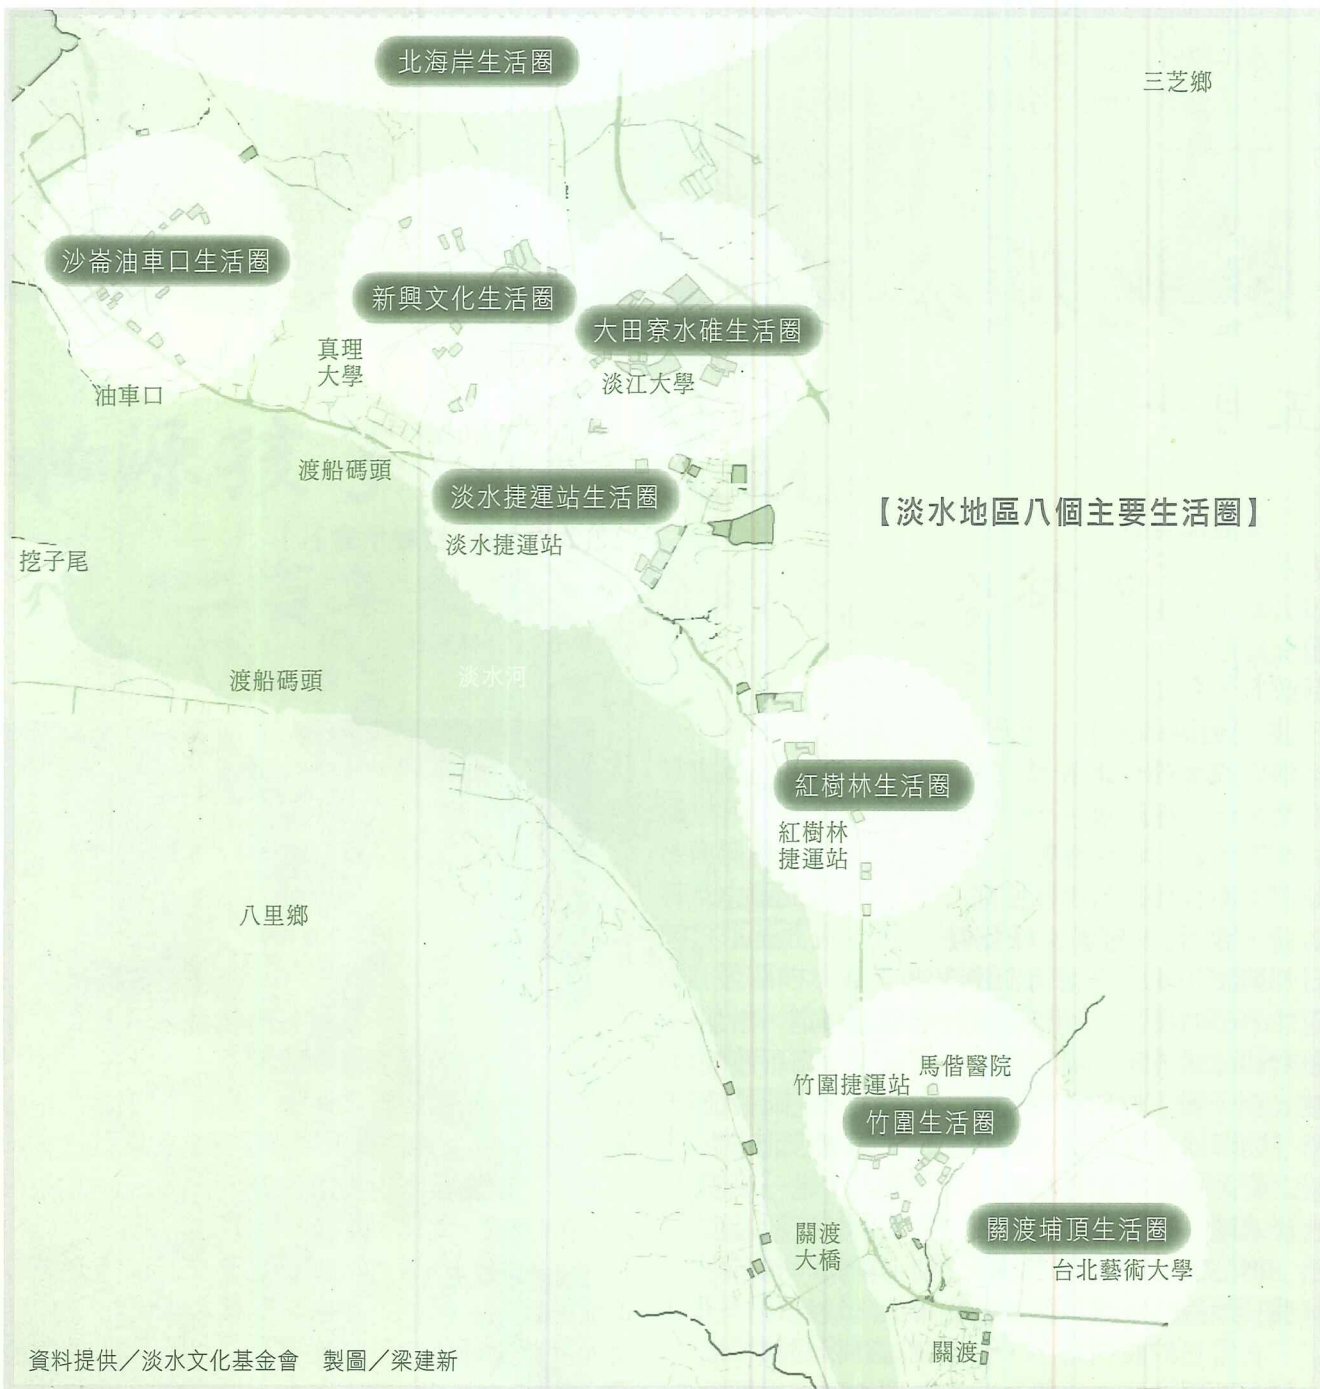 北海岸生活圈
三芝鄉
沙崙油車口生活圈
新興文化生活圈
大田寮水碓生活圈
真理
大學
淡江大學
油車口
渡船碼頭
淡水捷運站生活圈
【淡水地區八個主要生活圈】
淡水捷運站
挖子尾
渡船碼頭
淡水河
紅樹林生活圈
紅樹林
捷運站
八里鄉
馬偕醫院
竹圍捷運站
竹圍生活圈
關渡埔頂生活圈
關渡
大橋
台北藝術大學
關渡
資料提供／淡水文化基金會　製圖／梁建新